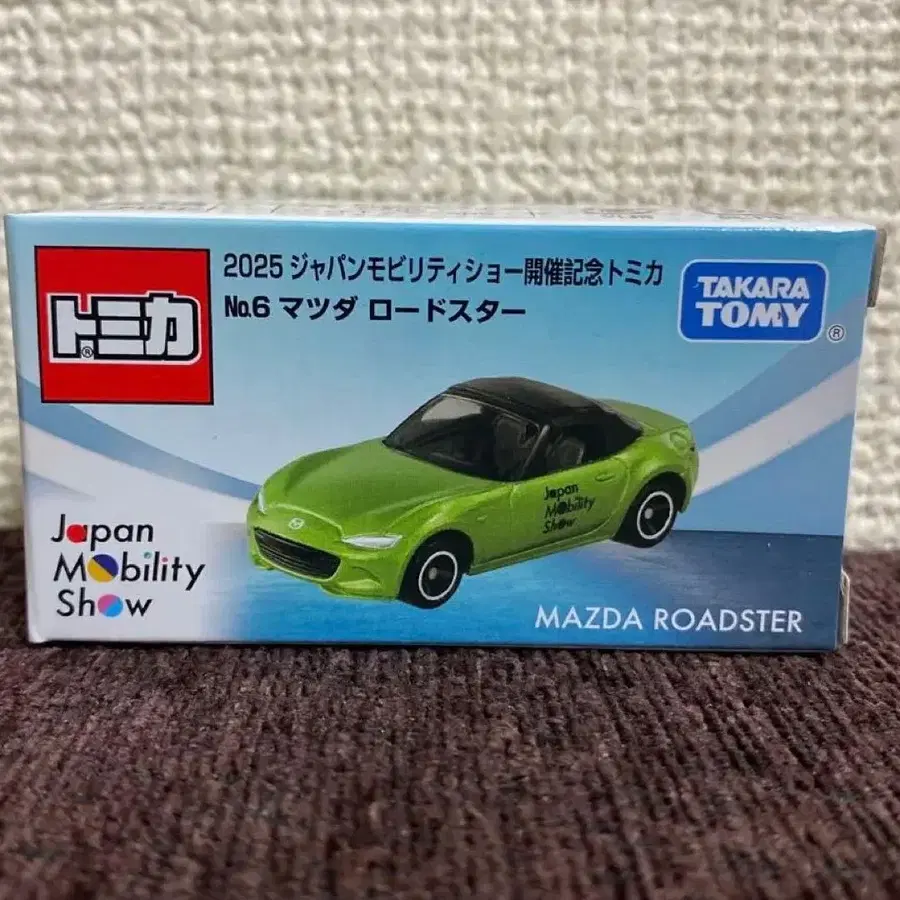 2025 ジャパンモビリティショー開催記念トミカ
No.6 マツダ ロードスター
トミカ®
TAKARA
TOMY®
Japan
Mobility
Show
Japan
Mobility
Show
MAZDA ROADSTER